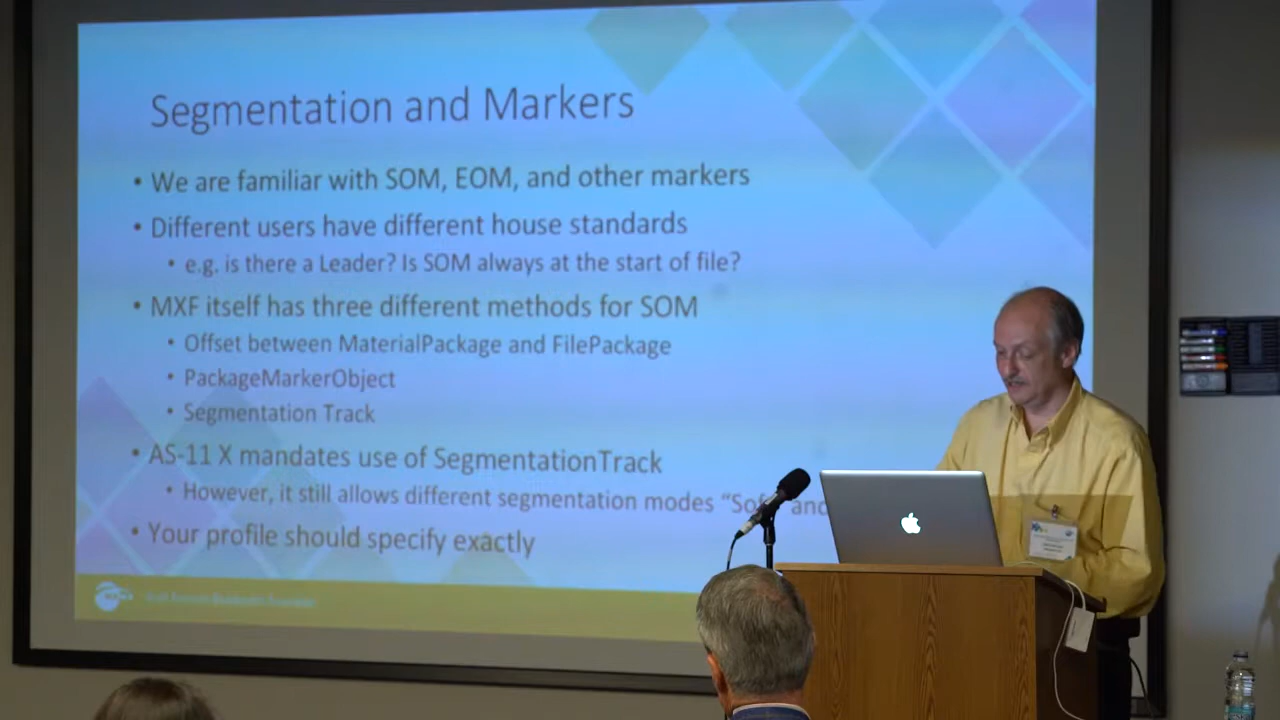 Segmentation and Markers
• We are familiar with SOM, EOM, and other markers
• Different users have different house standards
• e.g. is there a Leader? Is SOM always at the start of file?
• MXF itself has three different methods for SOM
• Offset between MaterialPackage and FilePackage
• PackageMarkerObject
• Segmentation Track
• AS-11 X mandates use of SegmentationTrack
• However, it still allows different segmentation modes "Soft" and
• Your profile should specify exactly